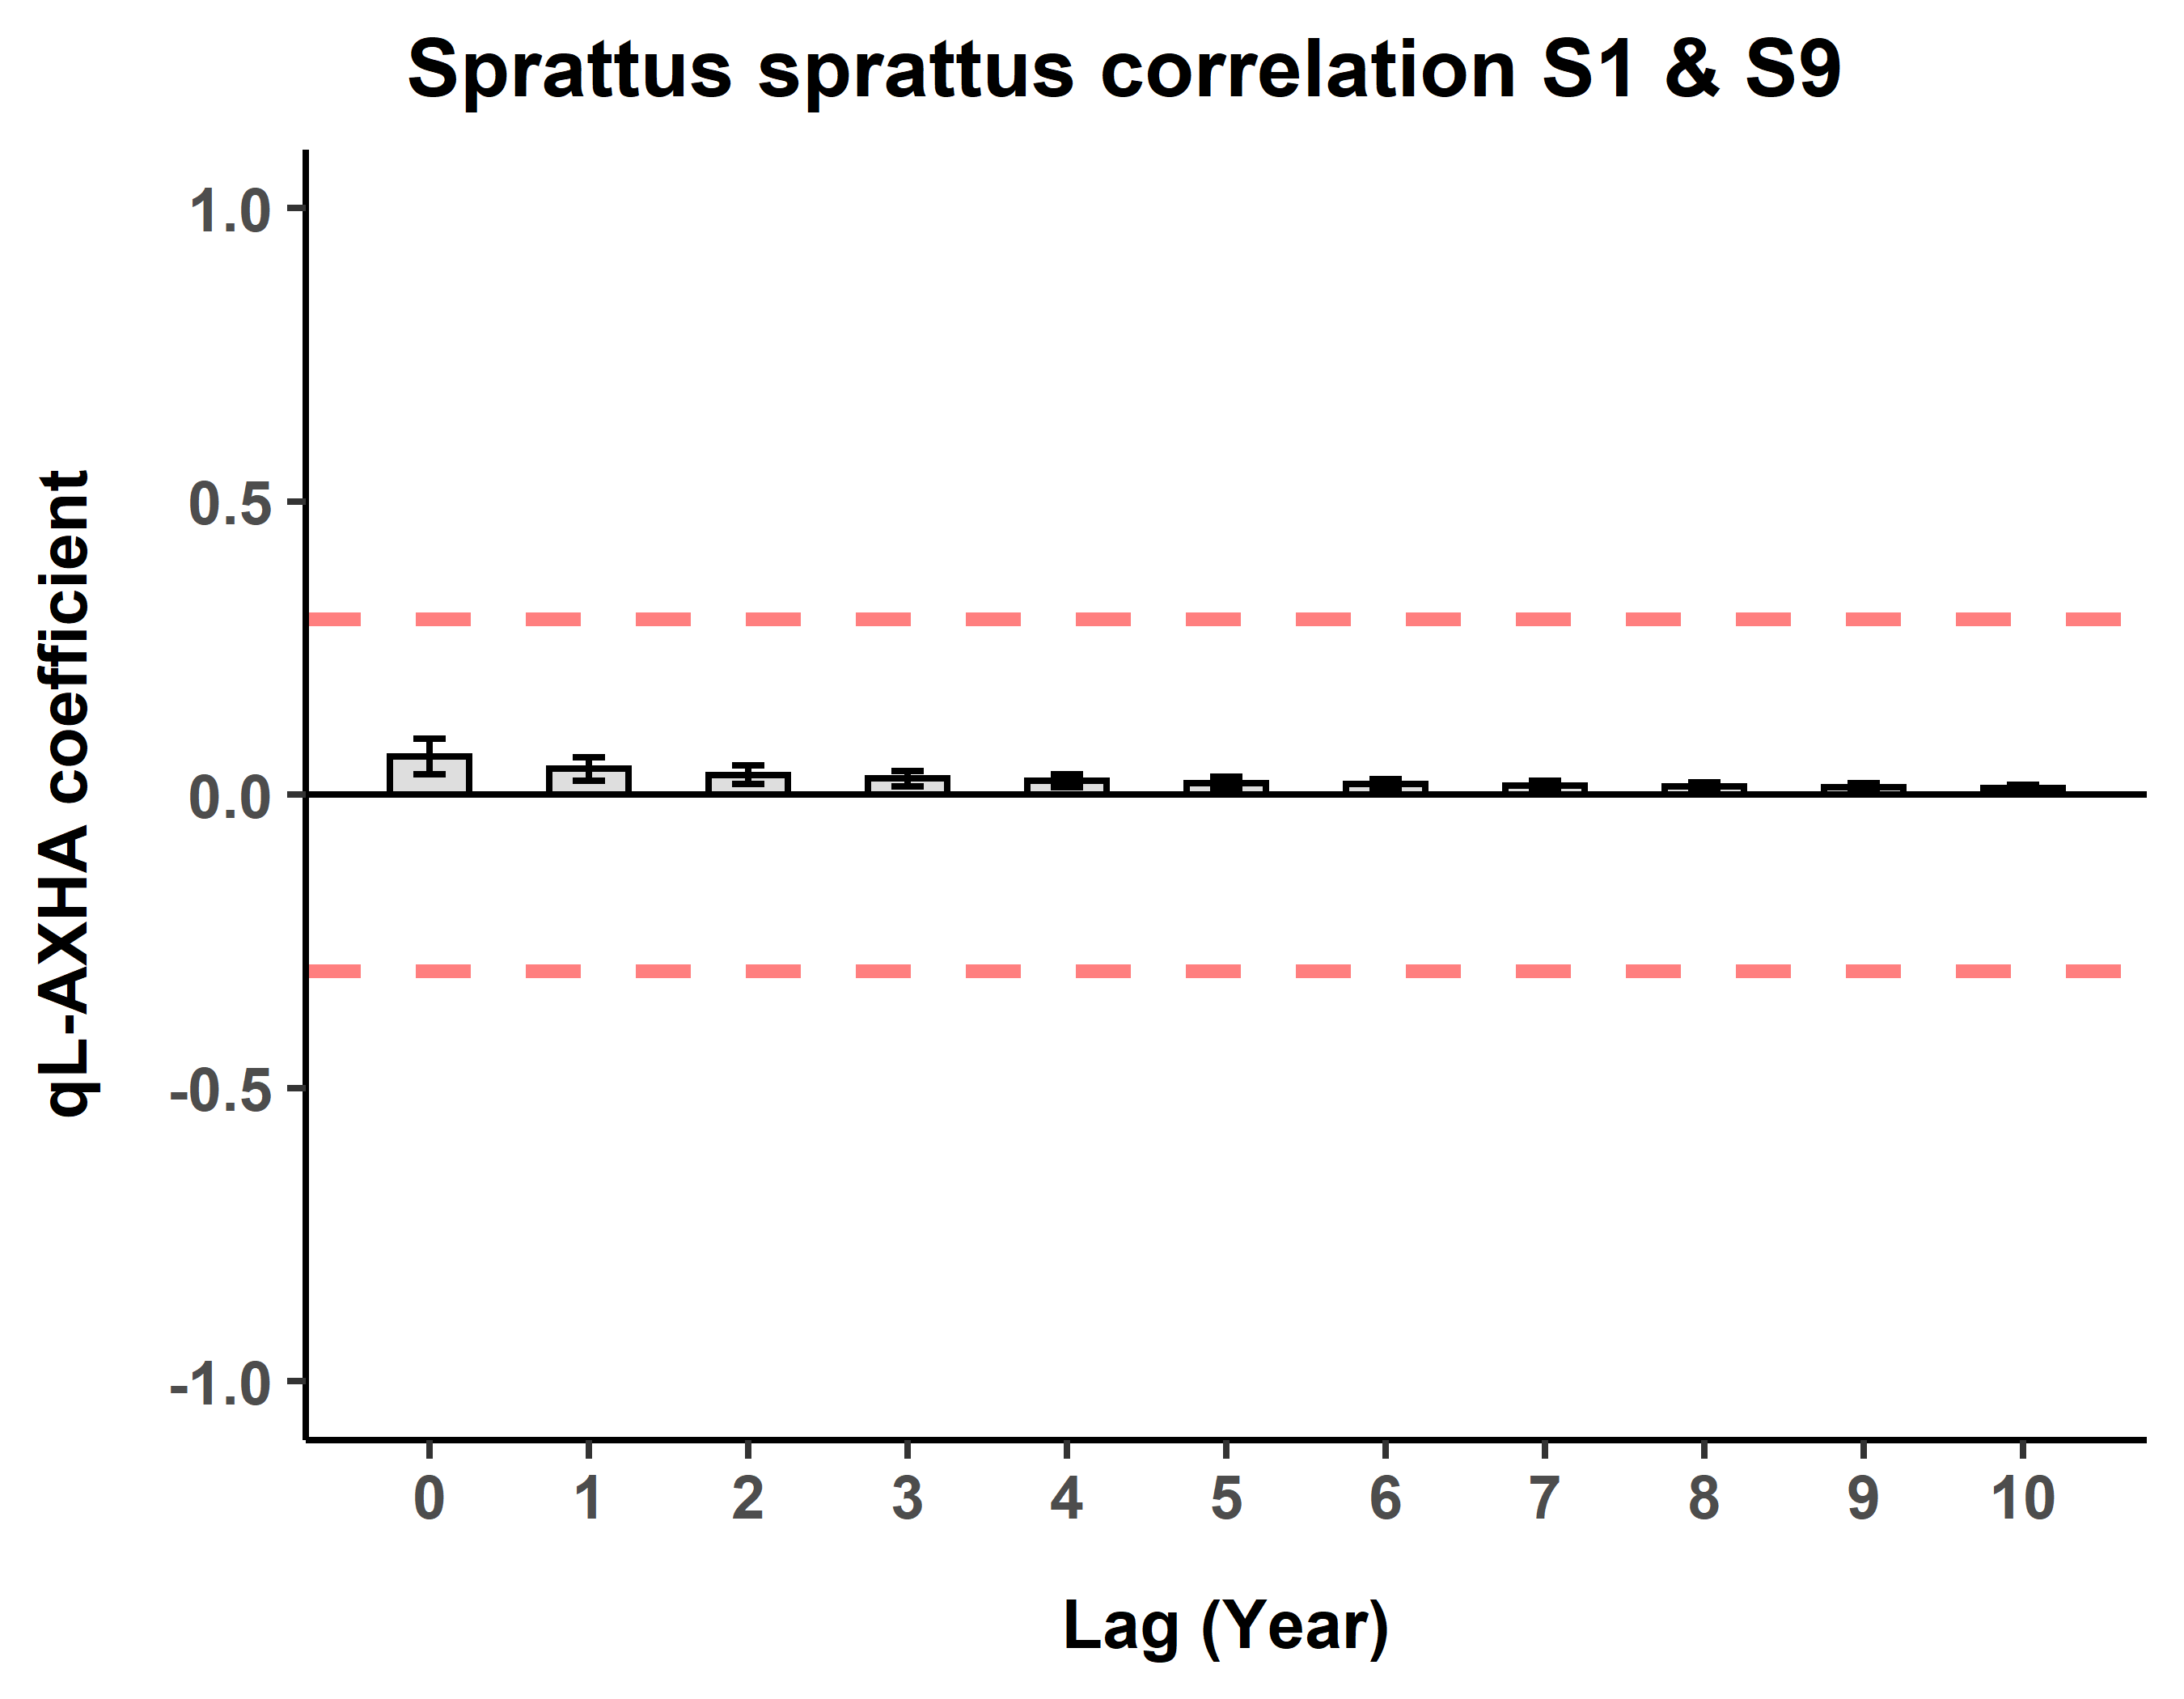 Sprattus sprattus correlation S1 & S9
qL-AXHA coefficient
1.0
0.5
0.0
-0.5
-1.0
0 1 2 3 4 5 6 7 8 9 10
Lag (Year)